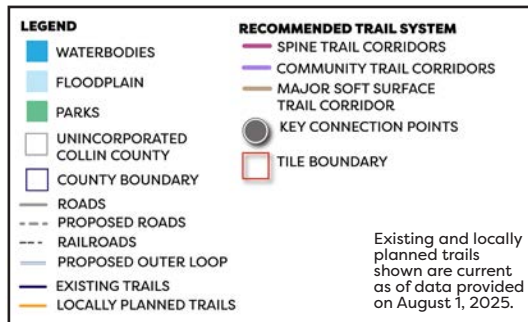 LEGEND
WATERBODIES
FLOODPLAIN
PARKS
UNINCORPORATED
COLLIN COUNTY
COUNTY BOUNDARY
ROADS
PROPOSED ROADS
RAILROADS
PROPOSED OUTER LOOP
EXISTING TRAILS
LOCALLY PLANNED TRAILS
RECOMMENDED TRAIL SYSTEM
SPINE TRAIL CORRIDORS
COMMUNITY TRAIL CORRIDORS
MAJOR SOFT SURFACE
TRAIL CORRIDOR
KEY CONNECTION POINTS
TILE BOUNDARY
Existing and locally
planned trails
shown are current
as of data provided
on August 1, 2025.